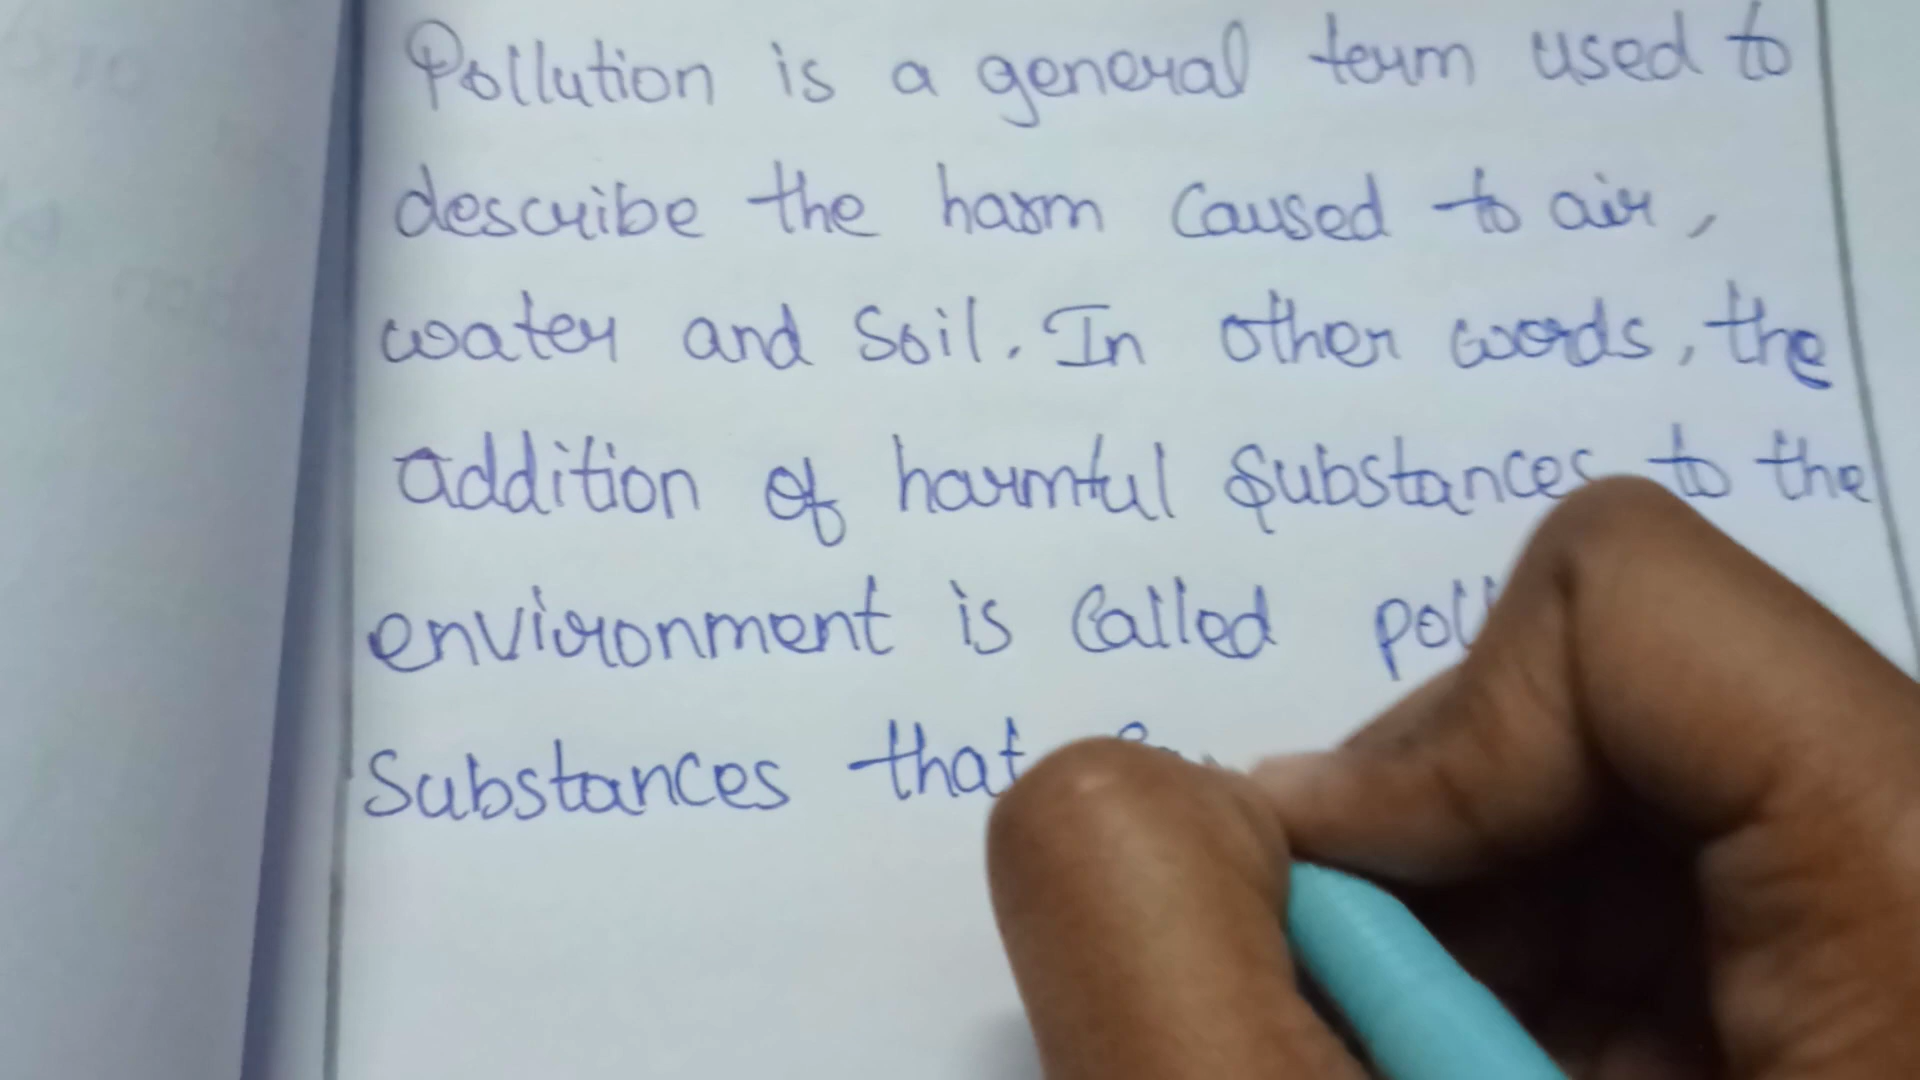 Pollution is a general term used to
describe the harm caused to air,
water and soil. In other words, the
addition of harmful substances to the
environment is called
Substances that